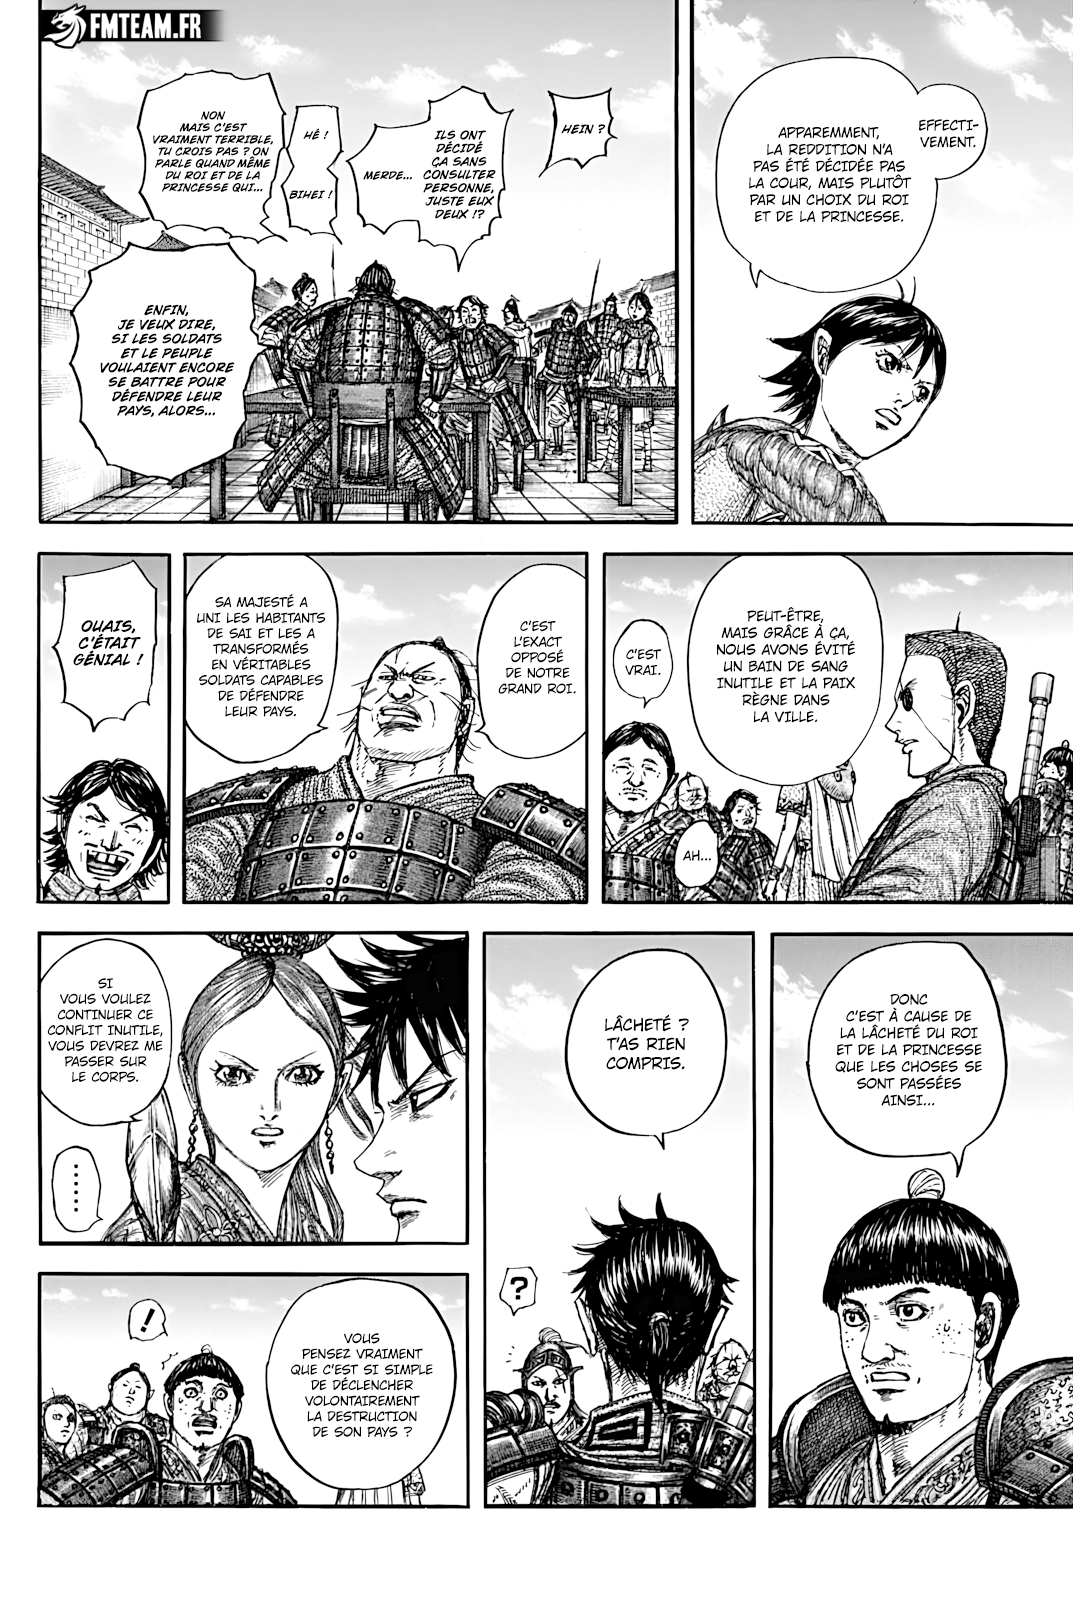 FMTEAM.FR
EFFECTI-
VEMENT.
APPAREMMENT,
LA REDDITION N'A
PAS ÉTÉ DÉCIDÉE PAS
LA COUR, MAIS PLUTÔT
PAR UN CHOIX DU ROI
ET DE LA PRINCESSE.
HEIN ?
ILS ONT
DÉCIDÉ
ÇA SANS
CONSULTER
PERSONNE,
JUSTE EUX
DEUX !?
MERDE...
HÉ !
BIHEI !
NON
MAIS C'EST
VRAIMENT TERRIBLE,
TU CROIS PAS ? ON
PARLE QUAND MÊME
DU ROI ET DE LA
PRINCESSE QUI...
ENFIN,
JE VEUX DIRE,
SI LES SOLDATS
ET LE PEUPLE
VOULAIENT ENCORE
SE BATTRE POUR
DÉFENDRE LEUR
PAYS, ALORS...
PEUT-ÊTRE,
MAIS GRÂCE À ÇA,
NOUS AVONS ÉVITÉ
UN BAIN DE SANG
INUTILE ET LA PAIX
RÈGNE DANS
LA VILLE.
C'EST
VRAI.
AH...
C'EST
L'EXACT
OPPOSÉ
DE NOTRE
GRAND ROI.
SA MAJESTÉ A
UNI LES HABITANTS
DE SAI ET LES A
TRANSFORMÉS
EN VÉRITABLES
SOLDATS CAPABLES
DE DÉFENDRE
LEUR PAYS.
OUAIS,
C'ÉTAIT
GÉNIAL !
DONC
C'EST À CAUSE DE
LA LÂCHETÉ DU ROI
ET DE LA PRINCESSE
QUE LES CHOSES SE
SONT PASSÉES
AINSI...
LÂCHETÉ ?
T'AS RIEN
COMPRIS.
?
SI
VOUS VOULEZ
CONTINUER CE
CONFLIT INUTILE,
VOUS DEVREZ ME
PASSER SUR
LE CORPS.
......
VOUS
PENSEZ VRAIMENT
QUE C'EST SI SIMPLE
DE DÉCLENCHER
VOLONTAIREMENT
LA DESTRUCTION
DE SON PAYS ?
!